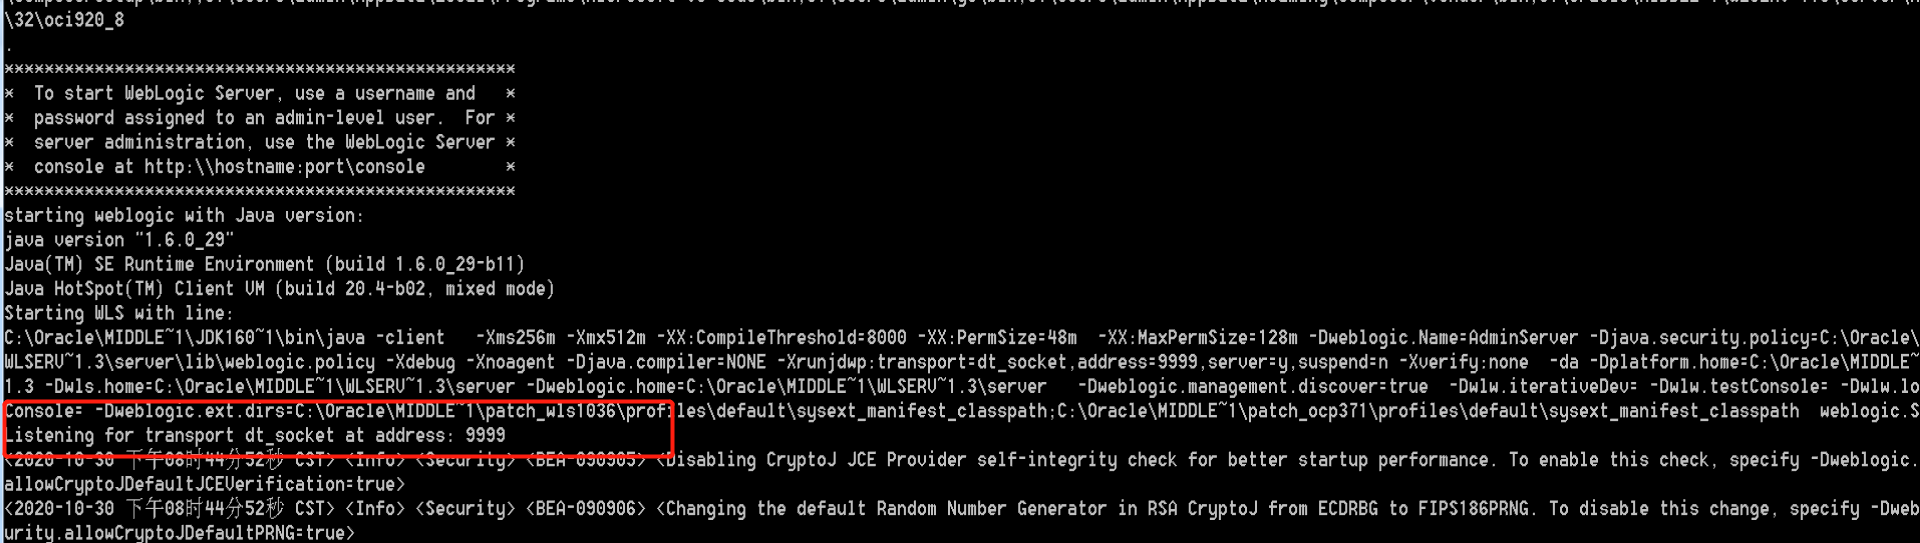 \32\oci920_8
.
***************************************************
*  To start WebLogic Server, use a username and   *
*  password assigned to an admin-level user.  For *
*  server administration, use the WebLogic Server *
*  console at http:\\hostname:port\console        *
***************************************************
starting weblogic with Java version:
java version "1.6.0_29"
Java(TM) SE Runtime Environment (build 1.6.0_29-b11)
Java HotSpot(TM) Client VM (build 20.4-b02, mixed mode)
Starting WLS with line:
C:\Oracle\MIDDLE~1\JDK160~1\bin\java -client   -Xms256m -Xmx512m -XX:CompileThreshold=8000 -XX:PermSize=48m  -XX:MaxPermSize=128m -Dweblogic.Name=AdminServer -Djava.security.policy=C:\Oracle\
WLSERV~1.3\server\lib\weblogic.policy -Xdebug -Xnoagent -Djava.compiler=NONE -Xrunjdwp:transport=dt_socket,address=9999,server=y,suspend=n -Xverify:none  -da -Dplatform.home=C:\Oracle\MIDDLE~
1.3 -Dwls.home=C:\Oracle\MIDDLE~1\WLSERV~1.3\server -Dweblogic.home=C:\Oracle\MIDDLE~1\WLSERV~1.3\server   -Dweblogic.management.discover=true  -Dwlw.iterativeDev= -Dwlw.testConsole= -Dwlw.lo
Console= -Dweblogic.ext.dirs=C:\Oracle\MIDDLE~1\patch_wls1036\profiles\default\sysext_manifest_classpath;C:\Oracle\MIDDLE~1\patch_ocp371\profiles\default\sysext_manifest_classpath  weblogic.S
Listening for transport dt_socket at address: 9999
<2020-10-30 下午08时44分52秒 CST> <Info> <Security> <BEA-090905> <Disabling CryptoJ JCE Provider self-integrity check for better startup performance. To enable this check, specify -Dweblogic.
allowCryptoJDefaultJCEVerification=true>
<2020-10-30 下午08时44分52秒 CST> <Info> <Security> <BEA-090906> <Changing the default Random Number Generator in RSA CryptoJ from ECDRBG to FIPS186PRNG. To disable this change, specify -Dweb
urity.allowCryptoJDefaultPRNG=true>